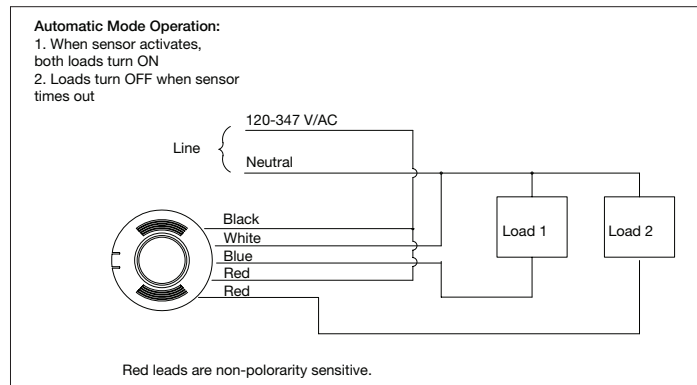 Automatic Mode Operation:
1. When sensor activates,
both loads turn ON
2. Loads turn OFF when sensor
times out
120-347 V/AC
Line
Neutral
Black
White
Blue
Red
Red
Load 1
Load 2
Red leads are non-polorarity sensitive.